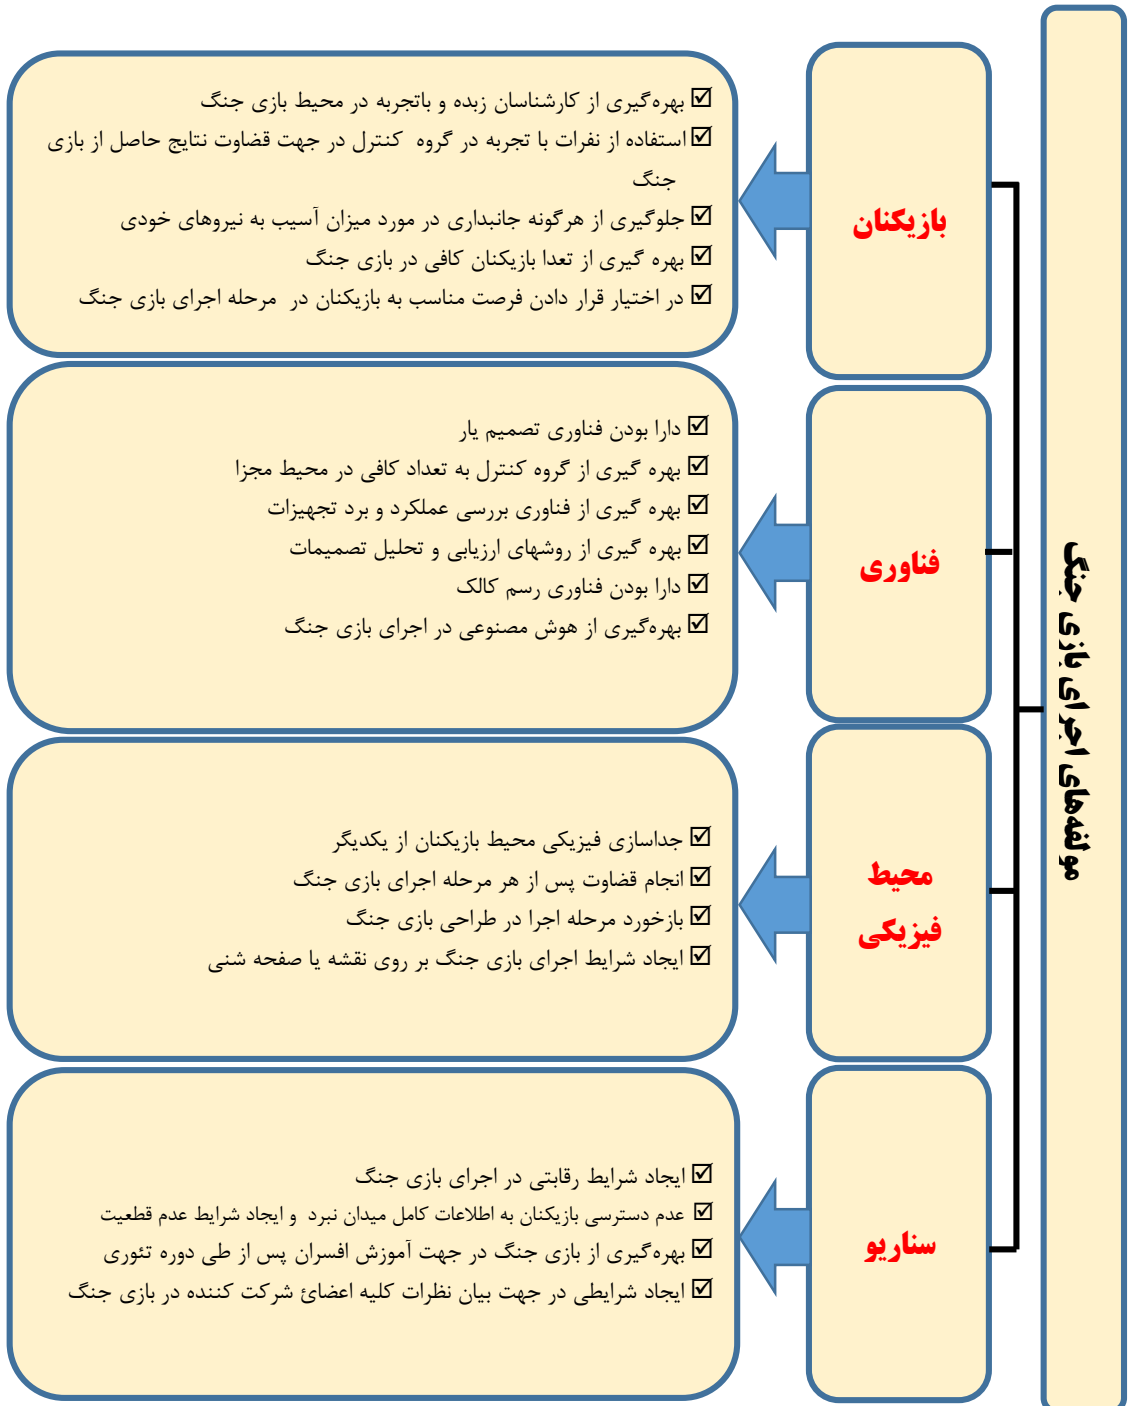 مولفه‌های اجرای بازی جنگ
بازیکنان
☑ بهره‌گیری از کارشناسان زبده و باتجربه در محیط بازی جنگ
☑ استفاده از نفرات با تجربه در گروه کنترل در جهت قضاوت نتایج حاصل از بازی
جنگ
☑ جلوگیری از هرگونه جانبداری در مورد میزان آسیب به نیروهای خودی
☑ بهره گیری از تعدا بازیکنان کافی در بازی جنگ
☑ در اختیار قرار دادن فرصت مناسب به بازیکنان در مرحله اجرای بازی جنگ
فناوری
☑ دارا بودن فناوری تصمیم یار
☑ بهره گیری از گروه کنترل به تعداد کافی در محیط مجزا
☑ بهره گیری از فناوری بررسی عملکرد و برد تجهیزات
☑ بهره گیری از روشهای ارزیابی و تحلیل تصمیمات
☑ دارا بودن فناوری رسم کالک
☑ بهره‌گیری از هوش مصنوعی در اجرای بازی جنگ
محیط
فیزیکی
☑ جداسازی فیزیکی محیط بازیکنان از یکدیگر
☑ انجام قضاوت پس از هر مرحله اجرای بازی جنگ
☑ بازخورد مرحله اجرا در طراحی بازی جنگ
☑ ایجاد شرایط اجرای بازی جنگ بر روی نقشه یا صفحه شنی
سناریو
☑ ایجاد شرایط رقابتی در اجرای بازی جنگ
☑ عدم دسترسی بازیکنان به اطلاعات کامل میدان نبرد و ایجاد شرایط عدم قطعیت
☑ بهره‌گیری از بازی جنگ در جهت آموزش افسران پس از طی دوره تئوری
☑ ایجاد شرایطی در جهت بیان نظرات کلیه اعضائ شرکت کننده در بازی جنگ